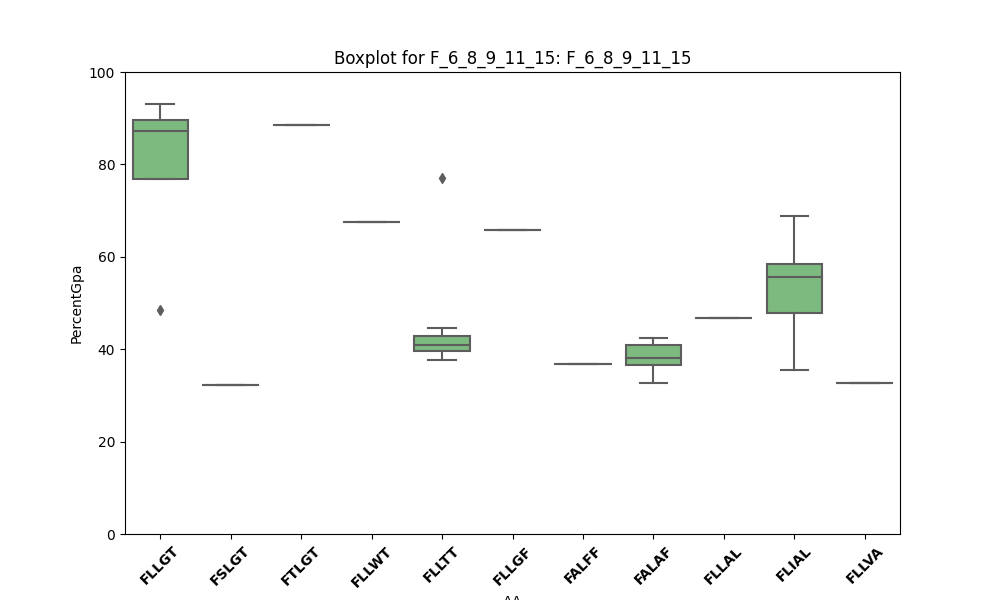 Boxplot for F_6_8_9_11_15: F_6_8_9_11_15
100
80
60
40
20
0
PercentGpa
FLLGT
FSLGT
FTLGT
FLLWT
FLLTT
FLLGF
FALFF
FALAF
FLLAL
FLIAL
FLLVA